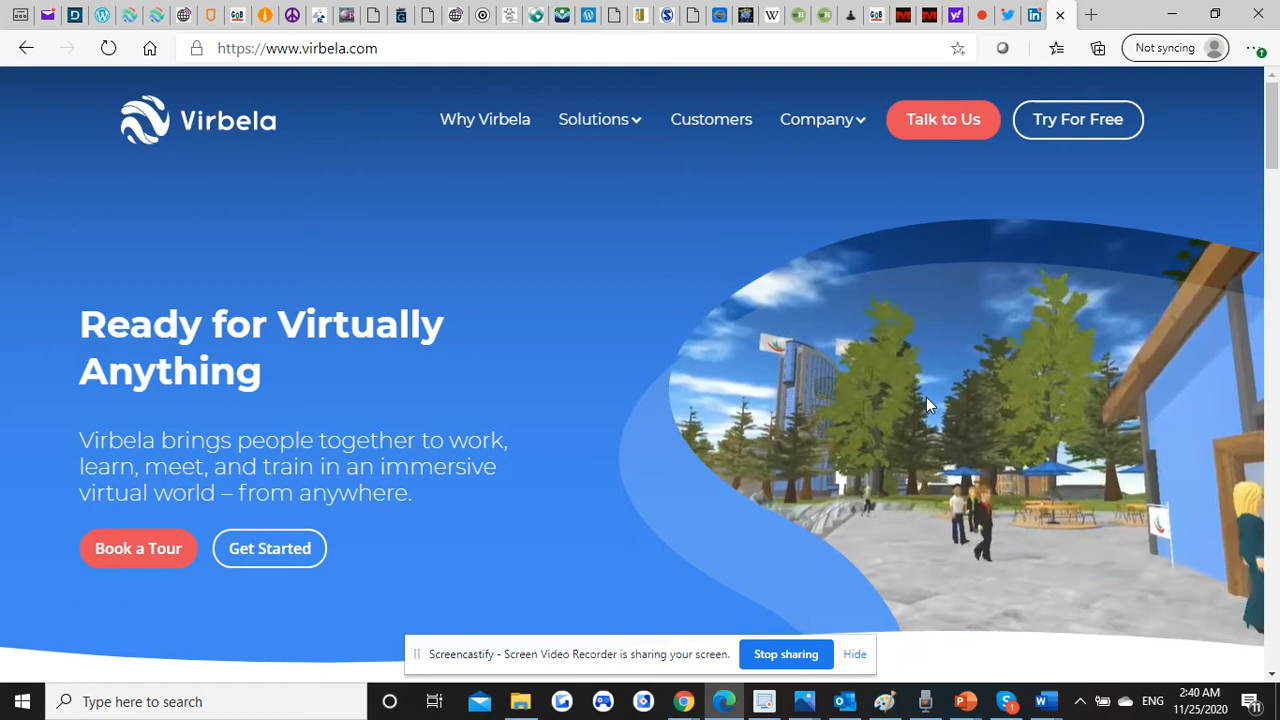 https://www.virbela.com
Not syncing
Virbela
Why Virbela
Solutions
Customers
Company
Talk to Us
Try For Free
Ready for Virtually
Anything
Virbela brings people together to work,
learn, meet, and train in an immersive
virtual world – from anywhere.
Book a Tour
Get Started
Screencastify - Screen Video Recorder is sharing your screen.
Stop sharing
Hide
Type here to search
ENG
2:40 AM
11/25/2020